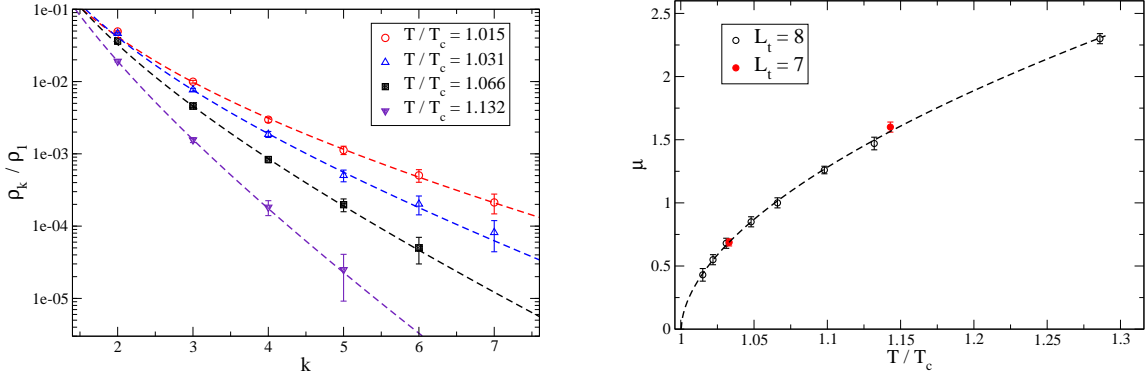 1e-01
1e-02
1e-03
1e-04
1e-05
ρk / ρ1
T / Tc = 1.015
T / Tc = 1.031
T / Tc = 1.066
T / Tc = 1.132
2 3 4 5 6 7
k
2.5
2
1.5
1
0.5
0
μ
Lt = 8
Lt = 7
1 1.05 1.1 1.15 1.2 1.25 1.3
T / Tc